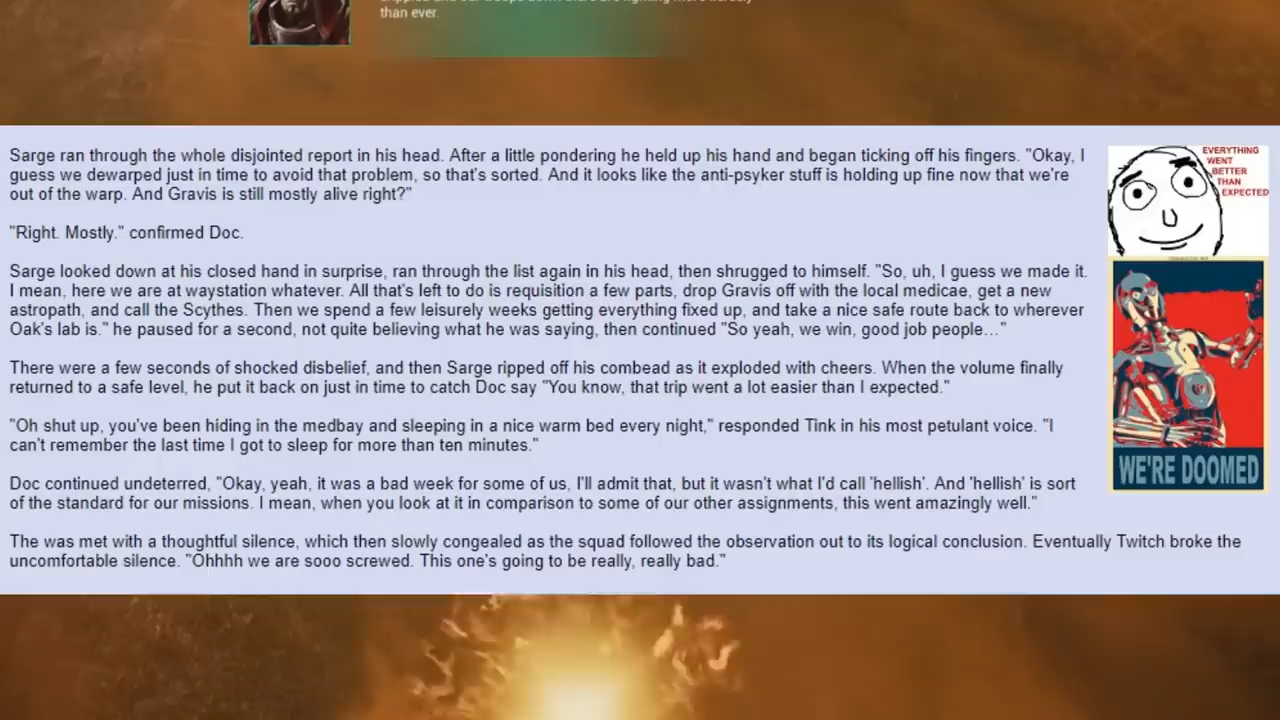 than ever.
Sarge ran through the whole disjointed report in his head. After a little pondering he held up his hand and began ticking off his fingers. "Okay, I
guess we dewarped just in time to avoid that problem, so that's sorted. And it looks like the anti-psyker stuff is holding up fine now that we're
out of the warp. And Gravis is still mostly alive right?"
"Right. Mostly." confirmed Doc.
Sarge looked down at his closed hand in surprise, ran through the list again in his head, then shrugged to himself. "So, uh, I guess we made it.
I mean, here we are at waystation whatever. All that's left to do is requisition a few parts, drop Gravis off with the local medicae, get a new
astropath, and call the Scythes. Then we spend a few leisurely weeks getting everything fixed up, and take a nice safe route back to wherever
Oak's lab is." he paused for a second, not quite believing what he was saying, then continued "So yeah, we win, good job people..."
There were a few seconds of shocked disbelief, and then Sarge ripped off his combead as it exploded with cheers. When the volume finally
returned to a safe level, he put it back on just in time to catch Doc say "You know, that trip went a lot easier than I expected."
"Oh shut up, you've been hiding in the medbay and sleeping in a nice warm bed every night," responded Tink in his most petulant voice. "I
can't remember the last time I got to sleep for more than ten minutes."
Doc continued undeterred, "Okay, yeah, it was a bad week for some of us, I'll admit that, but it wasn't what I'd call 'hellish'. And 'hellish' is sort
of the standard for our missions. I mean, when you look at it in comparison to some of our other assignments, this went amazingly well."
The was met with a thoughtful silence, which then slowly congealed as the squad followed the observation out to its logical conclusion. Eventually Twitch broke the
uncomfortable silence. "Ohhhh we are sooo screwed. This one's going to be really, really bad."
EVERYTHING
WENT
BETTER
THAN
EXPECTED
WE'RE DOOMED